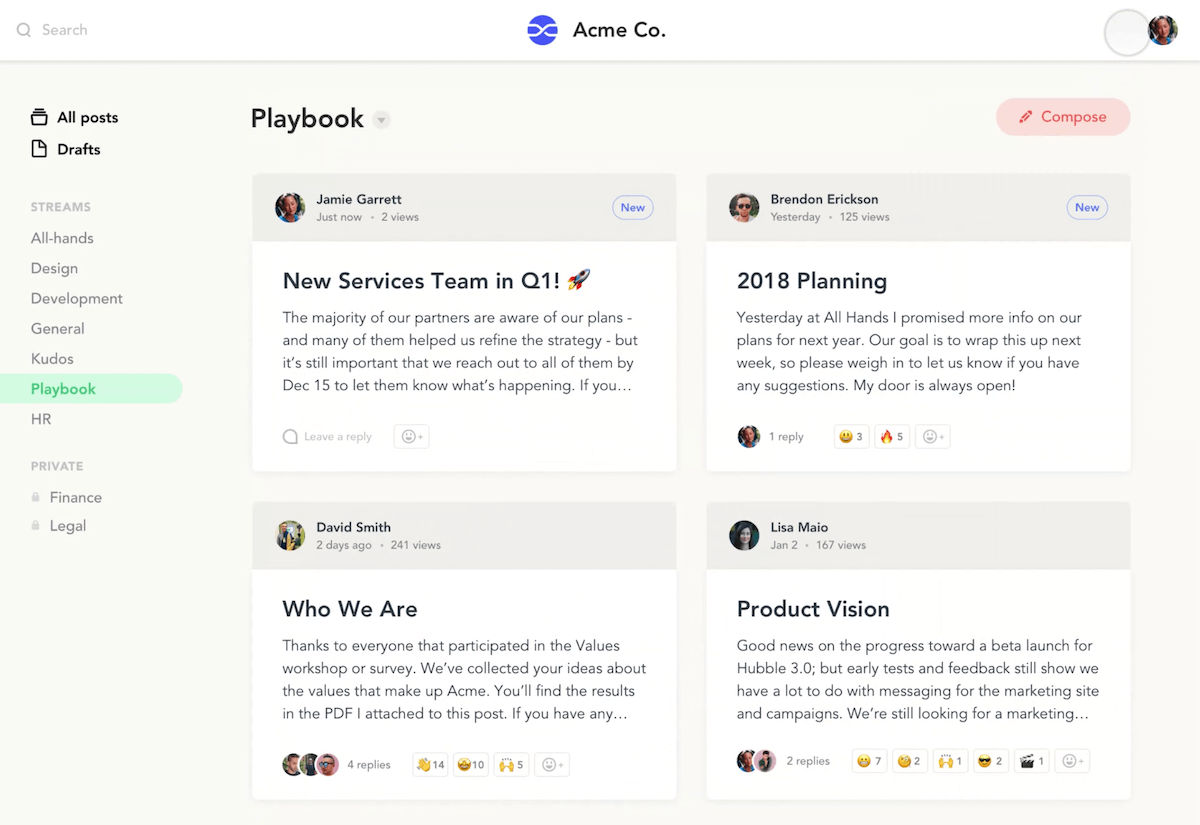 Search
Acme Co.
All posts
Drafts
STREAMS
All-hands
Design
Development
General
Kudos
Playbook
HR
PRIVATE
Finance
Legal
Playbook
Compose
Jamie Garrett
Just now • 2 views
New
New Services Team in Q1! 🚀
The majority of our partners are aware of our plans -
and many of them helped us refine the strategy - but
it’s still important that we reach out to all of them by
Dec 15 to let them know what’s happening. If you…
Leave a reply
+
Brendon Erickson
Yesterday • 125 views
New
2018 Planning
Yesterday at All Hands I promised more info on our
plans for next year. Our goal is to wrap this up next
week, so please weigh in to let us know if you have
any suggestions. My door is always open!
1 reply
😃 3 🔥 5 +
David Smith
2 days ago • 241 views
Who We Are
Thanks to everyone that participated in the Values
workshop or survey. We’ve collected your ideas about
the values that make up Acme. You’ll find the results
in the PDF I attached to this post. If you have any…
4 replies
👏 14 🤩 10 🙌 5 +
Lisa Maio
Jan 2 • 167 views
Product Vision
Good news on the progress toward a beta launch for
Hubble 3.0; but early tests and feedback still show we
have a lot to do with messaging for the marketing site
and campaigns. We’re still looking for a marketing…
2 replies
😁 7 🧐 2 🙌 1 😎 2 🎬 1 +